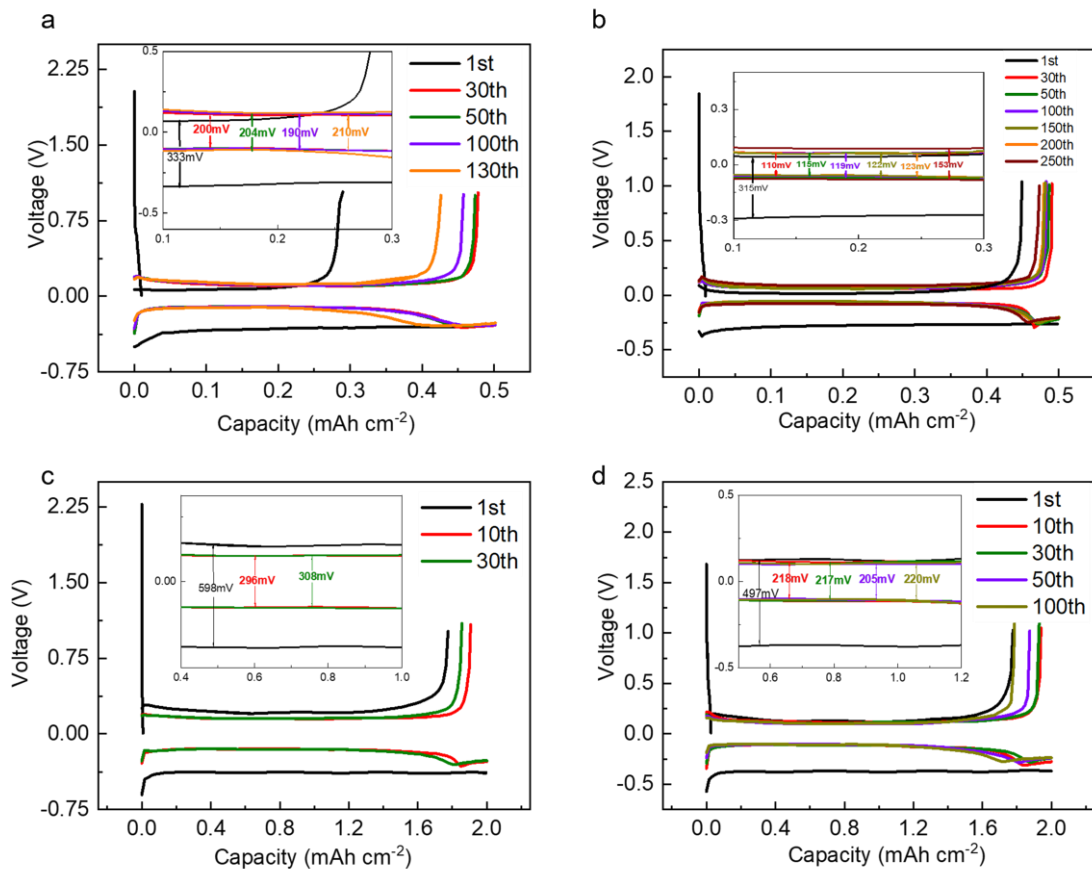 a
2.25
1.50
0.75
0.00
-0.75
Voltage (V)
0.0 0.1 0.2 0.3 0.4 0.5
Capacity (mAh cm-2)
1st
30th
50th
100th
130th
0.5
0.0
-0.5
0.1 0.2 0.3
333mV
200mV 204mV 190mV 210mV
b
2.0
1.5
1.0
0.5
0.0
-0.5
Voltage (V)
0.0 0.1 0.2 0.3 0.4 0.5
Capacity (mAh cm-2)
1st
30th
50th
100th
150th
200th
250th
0.5
0.3
0.0
-0.3
0.1 0.2 0.3
315mV
110mV 115mV 119mV 122mV 123mV 153mV
c
2.25
1.50
0.75
0.00
-0.75
Voltage (V)
0.0 0.4 0.8 1.2 1.6 2.0
Capacity (mAh cm-2)
1st
10th
30th
0.00
0.4 0.6 0.8 1.0
598mV
296mV 308mV
d
2.5
2.0
1.5
1.0
0.5
0.0
-0.5
Voltage (V)
0.0 0.4 0.8 1.2 1.6 2.0
Capacity (mAh cm-2)
1st
10th
30th
50th
100th
0.5
0.0
-0.5
0.6 0.8 1.0 1.2
497mV
218mV 217mV 205mV 220mV